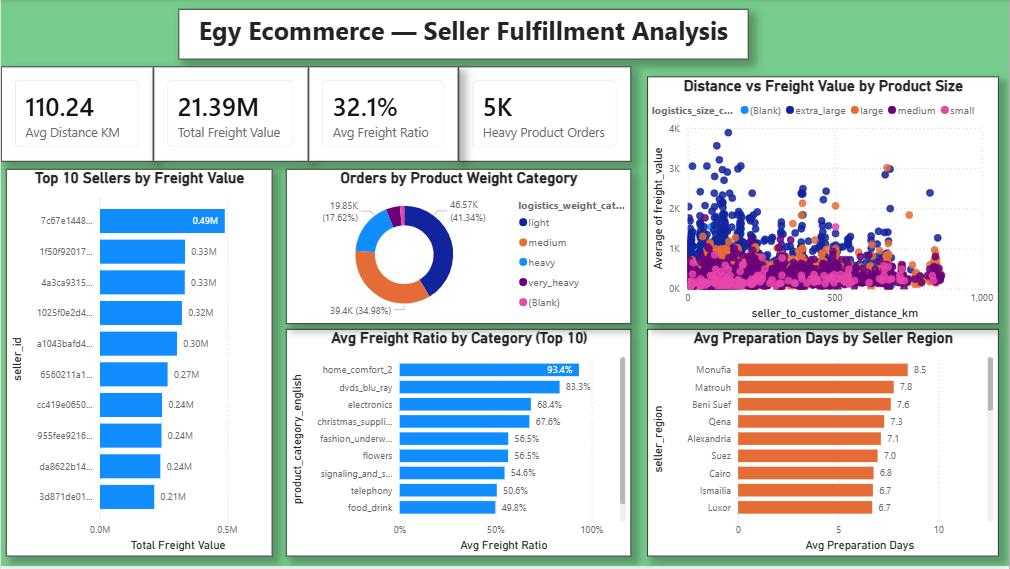 Egy Ecommerce — Seller Fulfillment Analysis
110.24
Avg Distance KM
21.39M
Total Freight Value
32.1%
Avg Freight Ratio
5K
Heavy Product Orders
Distance vs Freight Value by Product Size
logistics_size_c... (Blank) extra_large large medium small
Average of freight_value
4K
3K
2K
1K
0K
0 500 1,000
seller_to_customer_distance_km
Top 10 Sellers by Freight Value
seller_id
7c67e1448... 0.49M
1f50f92017... 0.33M
4a3ca9315... 0.33M
1025f0e2d4... 0.32M
a1043bafd4... 0.30M
6560211a1... 0.27M
cc419e0650... 0.24M
955fee9216... 0.24M
da8622b14... 0.24M
3d871de01... 0.21M
0.0M 0.5M
Total Freight Value
Orders by Product Weight Category
19.85K
(17.62%)
46.57K
(41.34%)
39.4K (34.98%)
logistics_weight_cat...
light
medium
heavy
very_heavy
(Blank)
Avg Freight Ratio by Category (Top 10)
product_category_english
home_comfort_2 93.4%
dvds_blu_ray 83.3%
electronics 68.4%
christmas_suppli... 67.6%
fashion_underw... 56.5%
flowers 56.5%
signaling_and_s... 54.6%
telephony 50.6%
food_drink 49.8%
0% 50% 100%
Avg Freight Ratio
Avg Preparation Days by Seller Region
seller_region
Monufia 8.5
Matrouh 7.8
Beni Suef 7.6
Qena 7.3
Alexandria 7.1
Suez 7.0
Cairo 6.8
Ismailia 6.7
Luxor 6.7
0 5 10
Avg Preparation Days